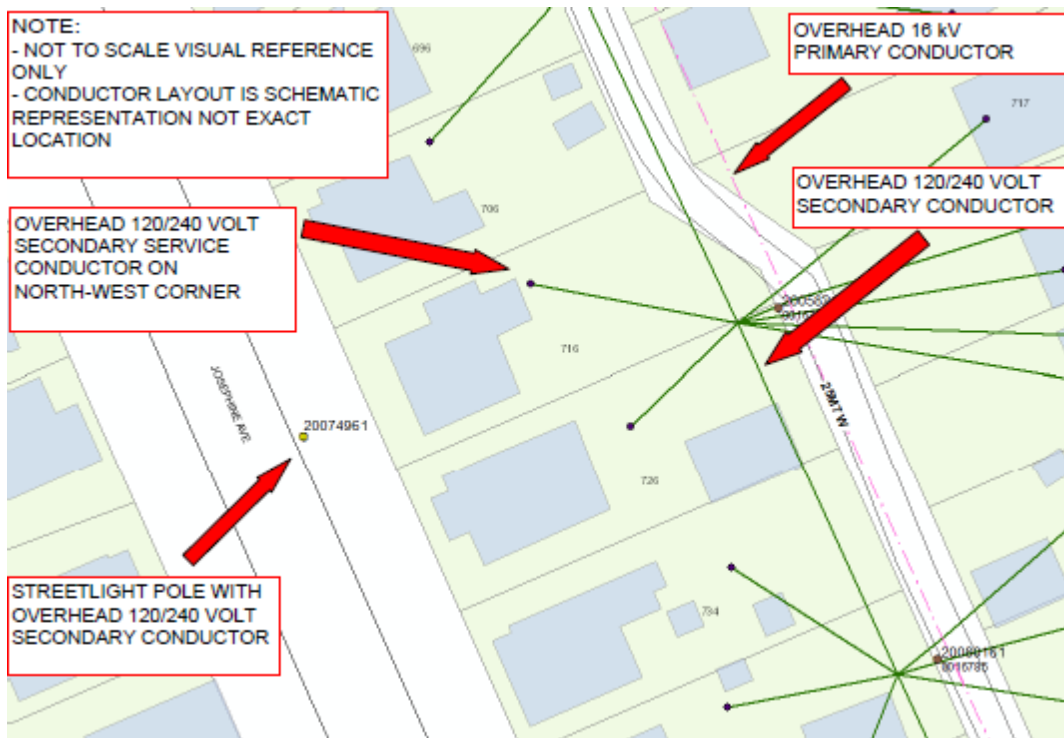 NOTE:
- NOT TO SCALE VISUAL REFERENCE
ONLY
- CONDUCTOR LAYOUT IS SCHEMATIC
REPRESENTATION NOT EXACT
LOCATION
696
OVERHEAD 16 kV
PRIMARY CONDUCTOR
717
OVERHEAD 120/240 VOLT
SECONDARY CONDUCTOR
OVERHEAD 120/240 VOLT
SECONDARY SERVICE
CONDUCTOR ON
NORTH-WEST CORNER
706
716
JOSEPHINE AVE
20074961
25M7 W
726
STREETLIGHT POLE WITH
OVERHEAD 120/240 VOLT
SECONDARY CONDUCTOR
734